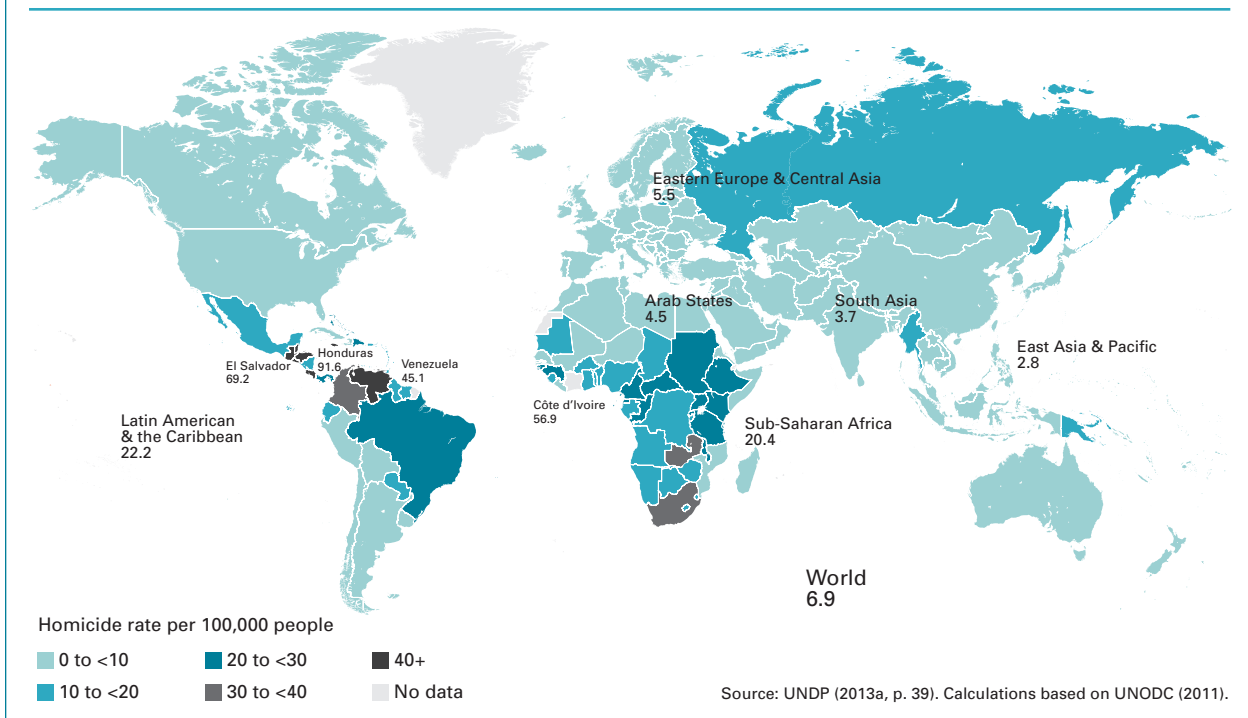 Eastern Europe & Central Asia
5.5
Arab States
4.5
South Asia
3.7
East Asia & Pacific
2.8
Honduras
91.6
El Salvador
69.2
Venezuela
45.1
Côte d’Ivoire
56.9
Latin American
& the Caribbean
22.2
Sub-Saharan Africa
20.4
World
6.9
Homicide rate per 100,000 people
0 to <10
20 to <30
40+
10 to <20
30 to <40
No data
Source: UNDP (2013a, p. 39). Calculations based on UNODC (2011).